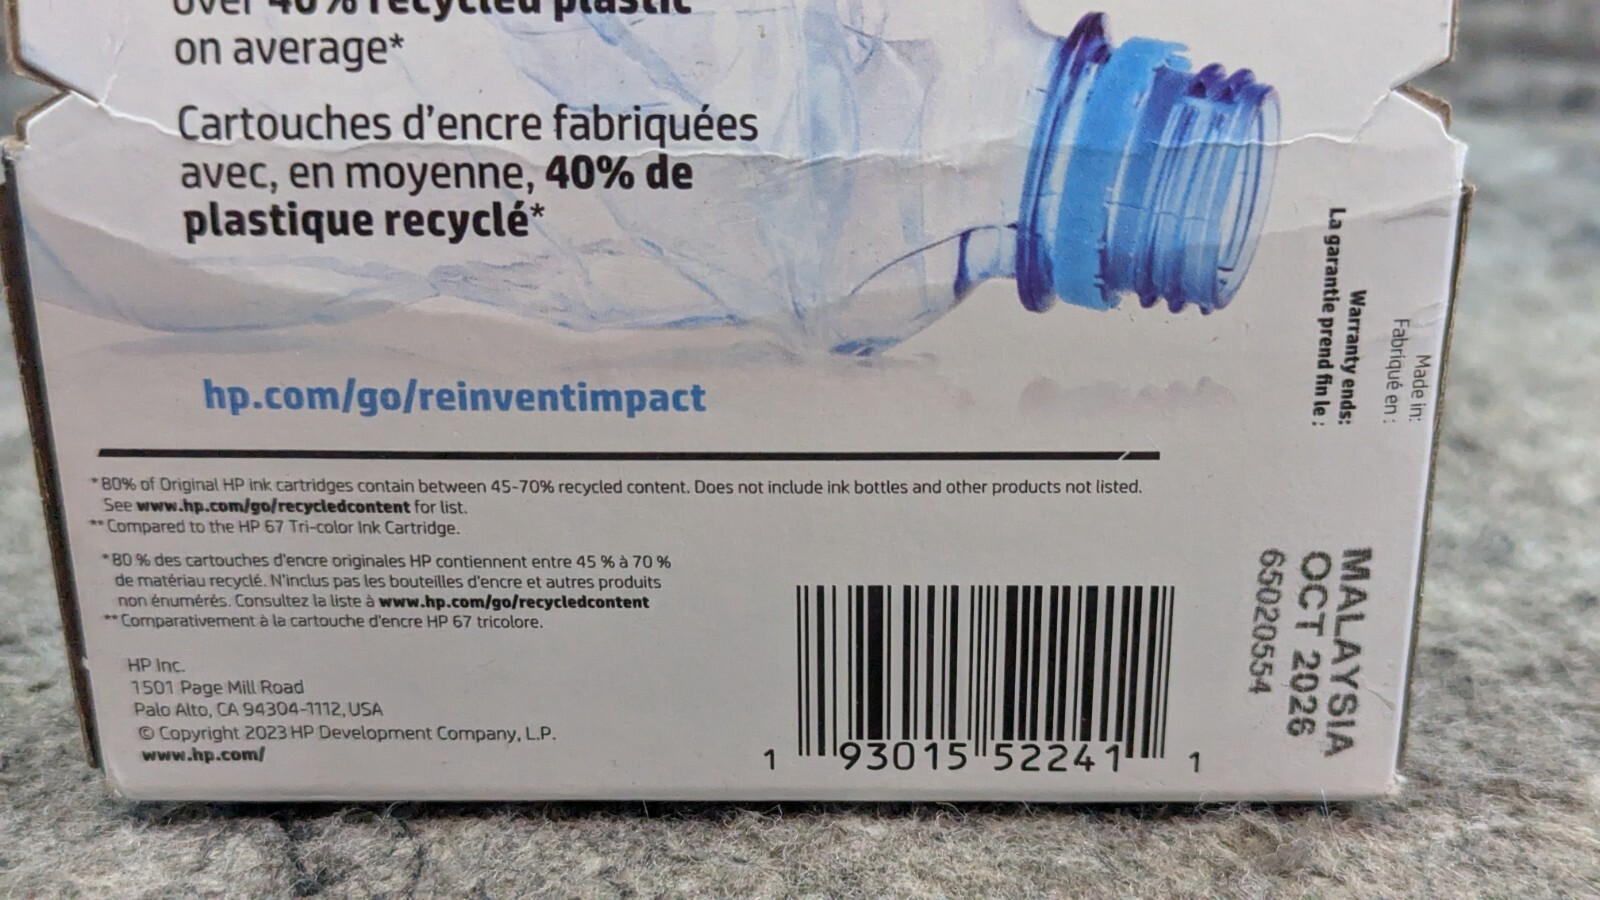 over 40% recycled plastic
on average*
Cartouches d'encre fabriquées
avec, en moyenne, 40% de
plastique recyclé*
hp.com/go/reinventimpact
*80% of Original HP ink cartridges contain between 45-70% recycled content. Does not include ink bottles and other products not listed.
See www.hp.com/go/recycledcontent for list.
**Compared to the HP 67 Tri-color Ink Cartridge.
*80 % des cartouches d'encre originales HP contiennent entre 45 % à 70 %
de matériau recyclé. N'inclus pas les bouteilles d'encre et autres produits
non énumérés. Consultez la liste à www.hp.com/go/recycledcontent
**Comparativement à la cartouche d'encre HP 67 tricolore.
HP Inc.
1501 Page Mill Road
Palo Alto, CA 94304-1112, USA
© Copyright 2023 HP Development Company, L.P.
www.hp.com/
1 93015 52241 1
Made in:
Fabriqué en :
Warranty ends:
La garantie prend fin le :
MALAYSIA
OCT 2026
65020554